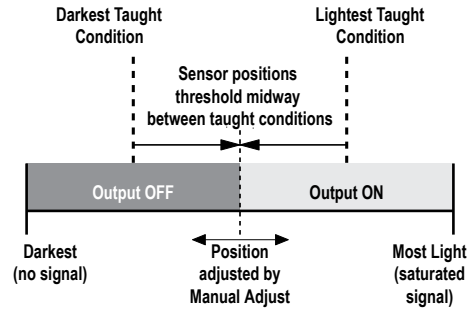 Darkest Taught
Condition
Lightest Taught
Condition
Sensor positions
threshold midway
between taught conditions
Output OFF
Output ON
Darkest
(no signal)
Position
adjusted by
Manual Adjust
Most Light
(saturated
signal)